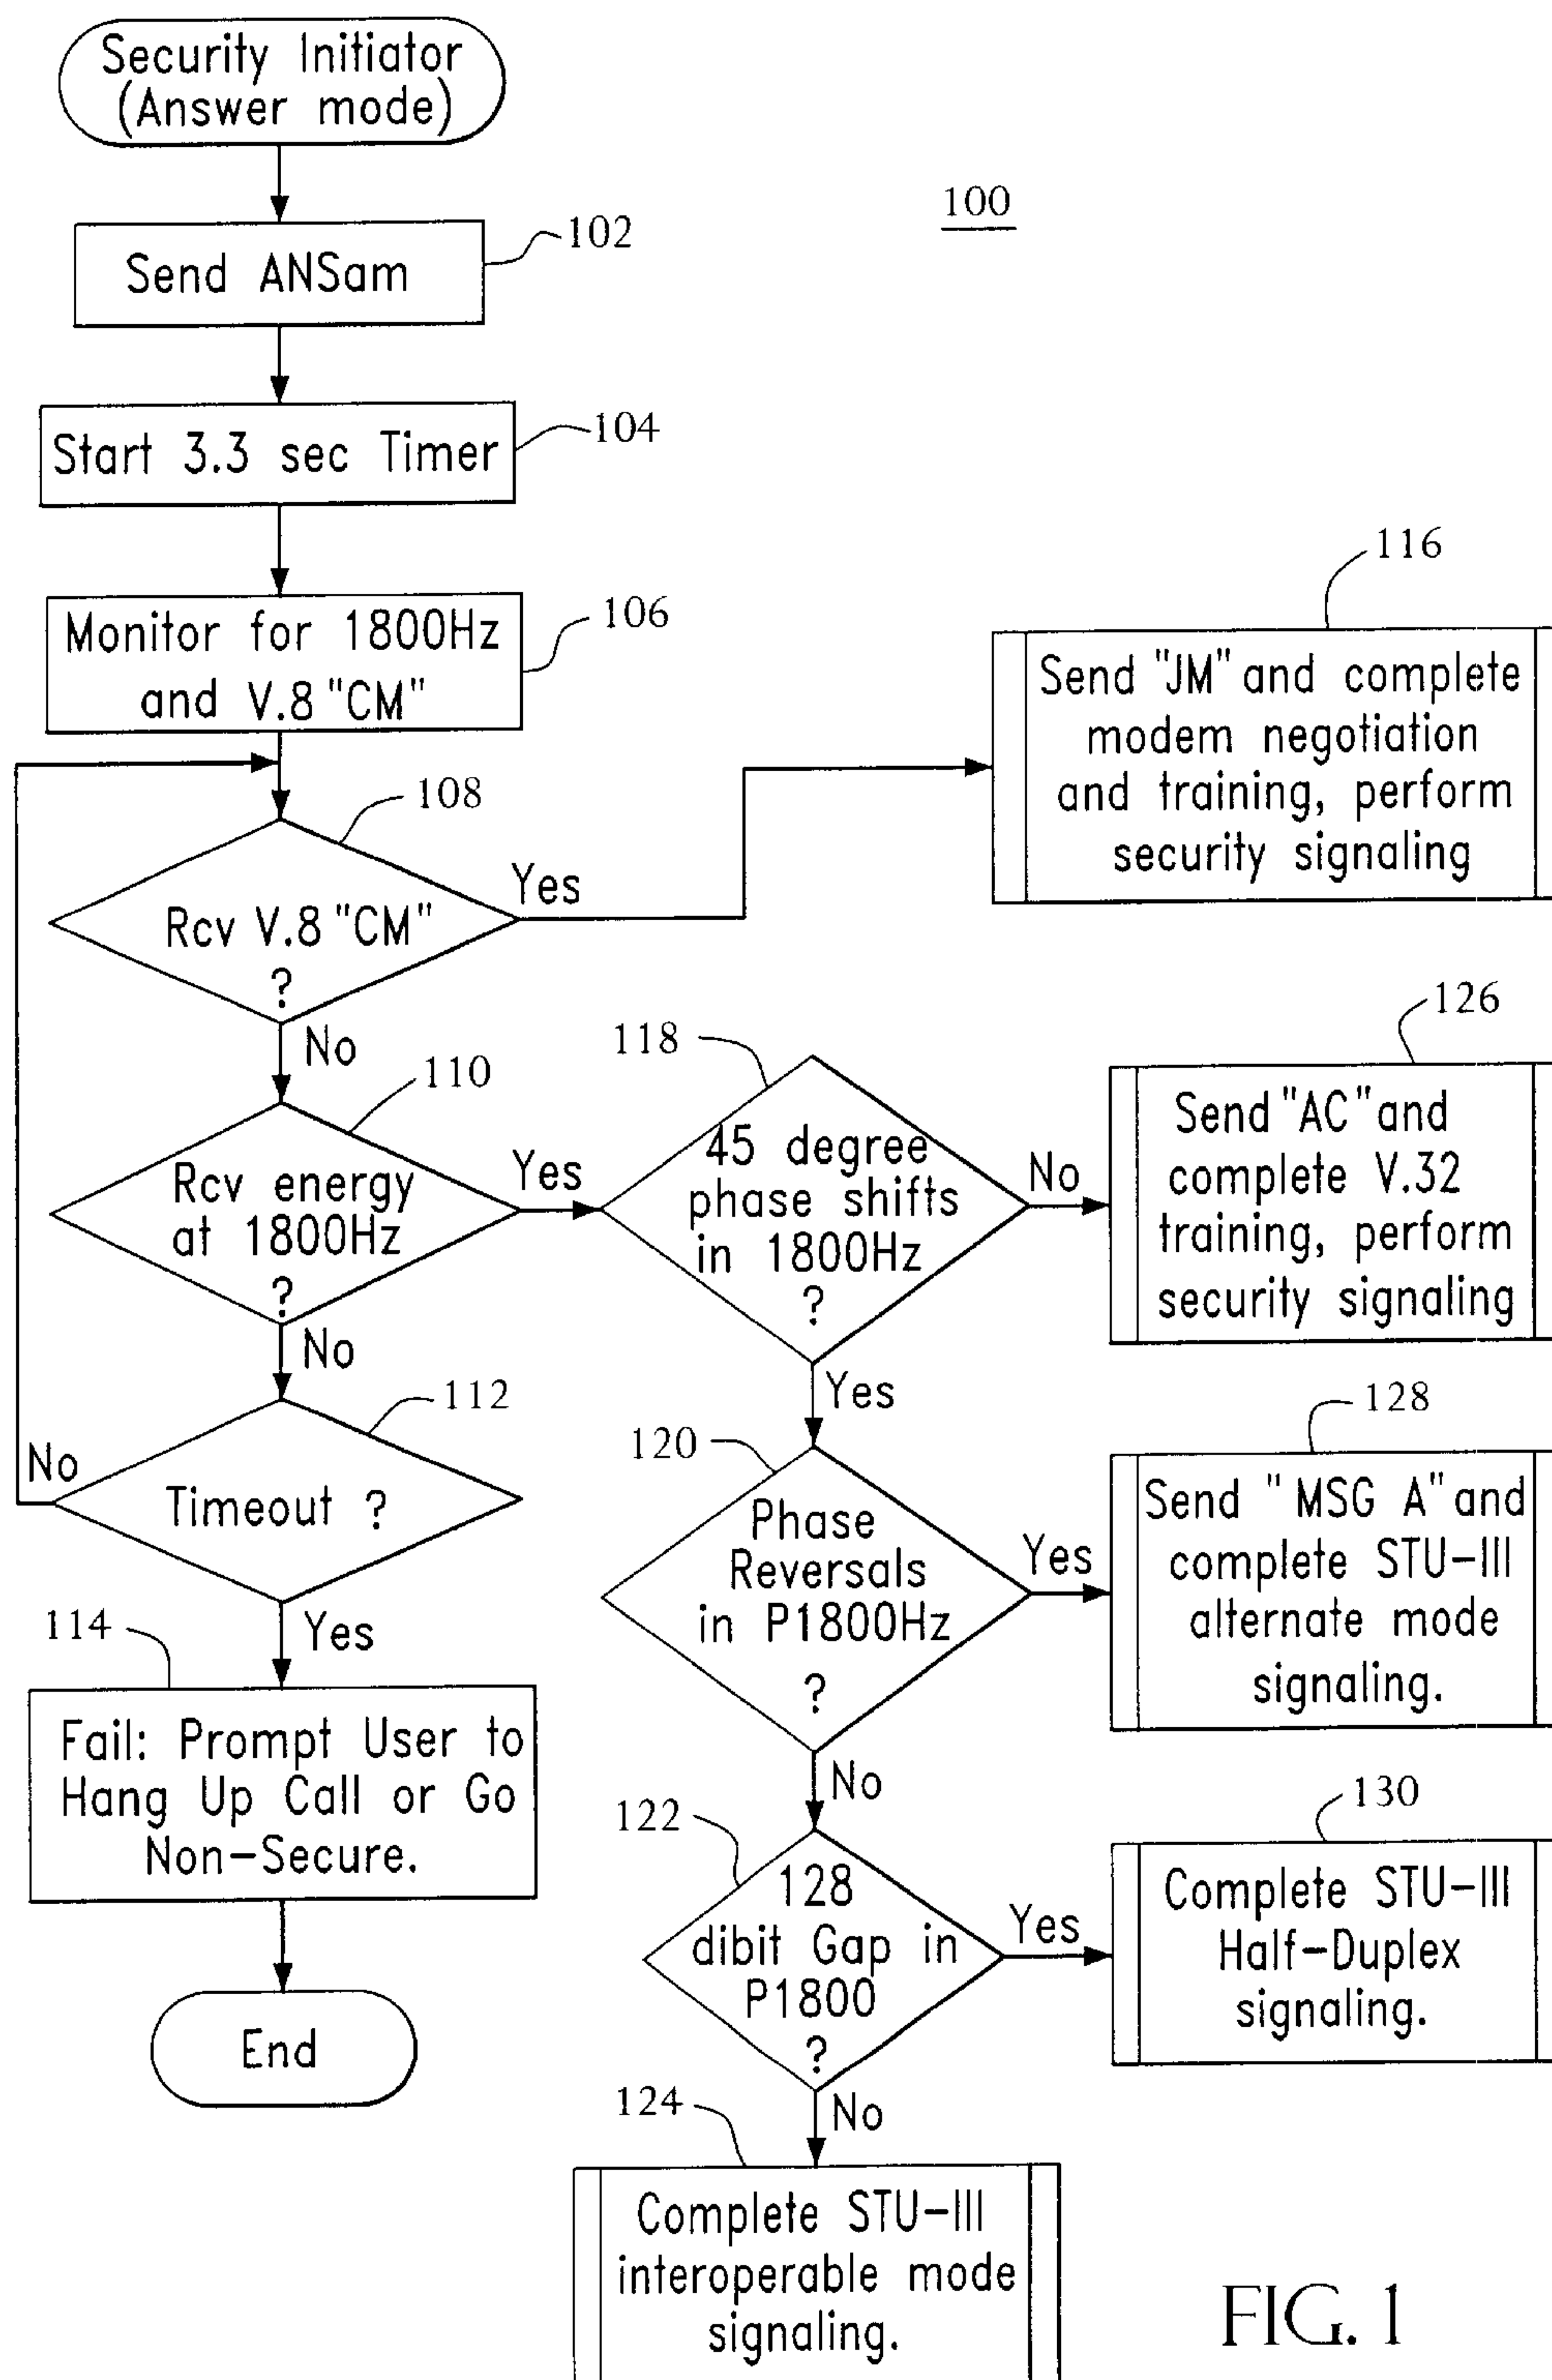 Security Initiator
(Answer mode)
100
Send ANSam
102
Start 3.3 sec Timer
104
Monitor for 1800Hz
and V.8 "CM"
106
116
Send "JM" and complete
modem negotiation
and training, perform
security signaling
108
Rcv V.8 "CM"
?
Yes
No
110
Rcv energy
at 1800Hz
?
Yes
No
118
45 degree
phase shifts
in 1800Hz
?
No
Yes
126
Send "AC" and
complete V.32
training, perform
security signaling
112
Timeout ?
No
Yes
120
Phase
Reversals
in P1800Hz
?
Yes
No
128
Send "MSG A" and
complete STU-III
alternate mode
signaling.
114
Fail: Prompt User to
Hang Up Call or Go
Non-Secure.
End
122
128
dibit Gap in
P1800
?
Yes
No
130
Complete STU-III
Half-Duplex
signaling.
124
Complete STU-III
interoperable mode
signaling.
FIG. 1